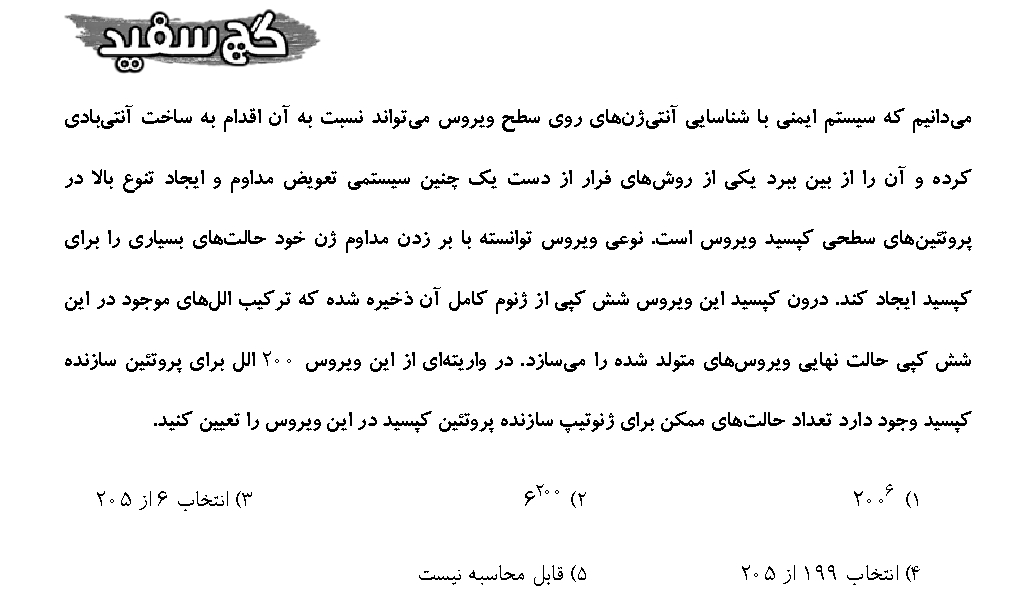 گچ سفید
می‌دانیم که سیستم ایمنی با شناسایی آنتی‌ژن‌های روی سطح ویروس می‌تواند نسبت به آن اقدام به ساخت آنتی‌بادی
کرده و آن را از بین ببرد یکی از روش‌های فرار از دست یک چنین سیستمی تعویض مداوم و ایجاد تنوع بالا در
پروتئین‌های سطحی کپسید ویروس است. نوعی ویروس توانسته با بر زدن مداوم ژن خود حالت‌های بسیاری را برای
کپسید ایجاد کند. درون کپسید این ویروس شش کپی از ژنوم کامل آن ذخیره شده که ترکیب الل‌های موجود در این
شش کپی حالت نهایی ویروس‌های متولد شده را می‌سازد. در واریته‌ای از این ویروس ۲۰۰ الل برای پروتئین سازنده
کپسید وجود دارد تعداد حالت‌های ممکن برای ژنوتیپ سازنده پروتئین کپسید در این ویروس را تعیین کنید.
۱) ۲۰۰⁶ ۲) ۶²⁰⁰ ۳) انتخاب ۶ از ۲۰۵
۴) انتخاب ۱۹۹ از ۲۰۵ ۵) قابل محاسبه نیست